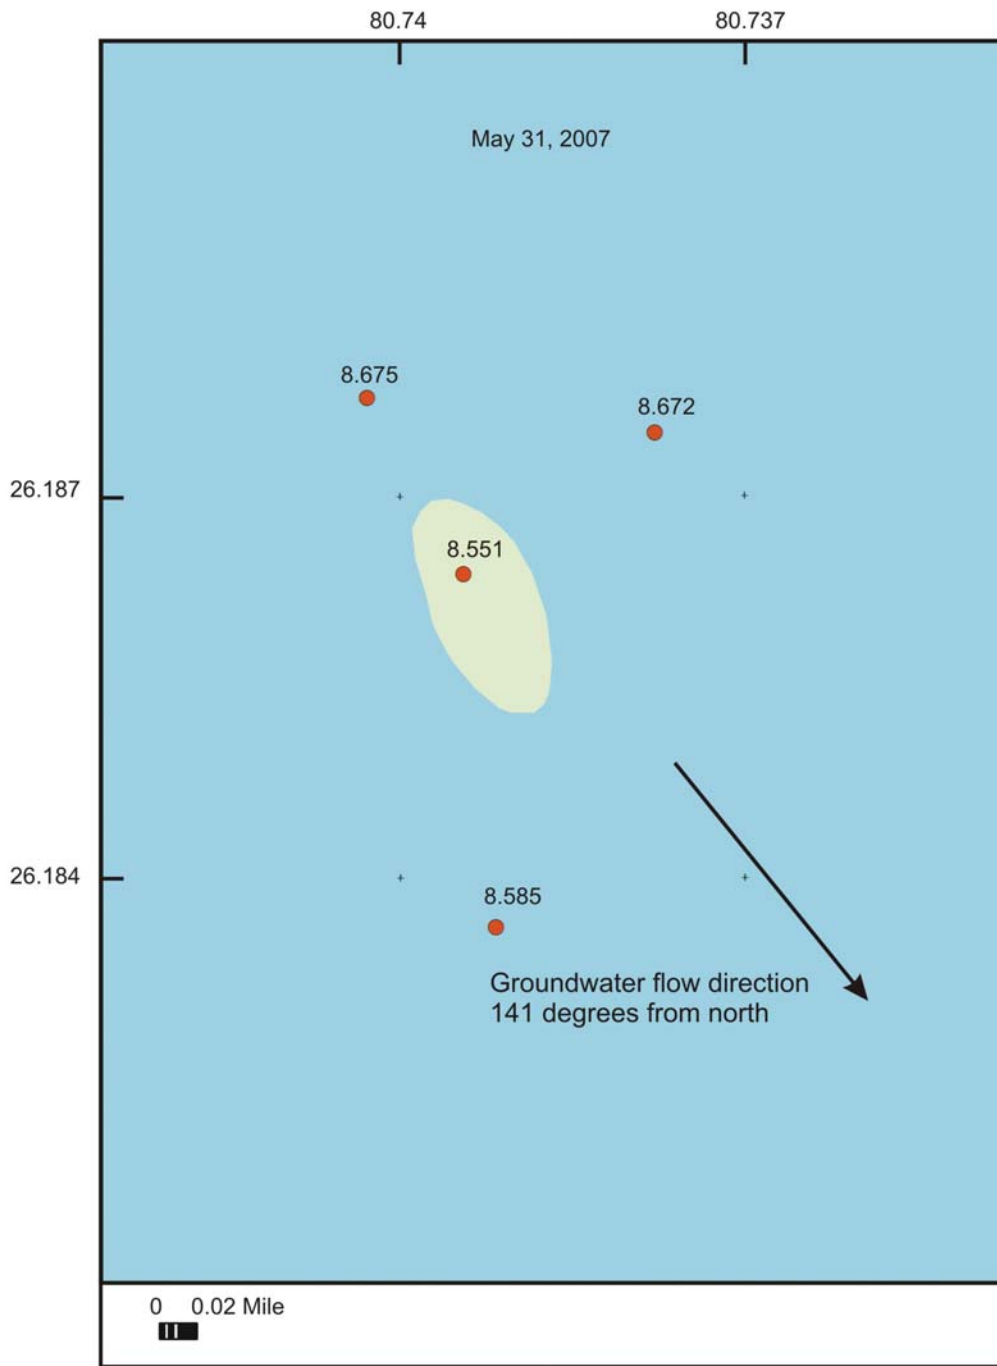 80.74
80.737
May 31, 2007
8.675
8.672
26.187
8.551
26.184
8.585
Groundwater flow direction
141 degrees from north
0 0.02 Mile